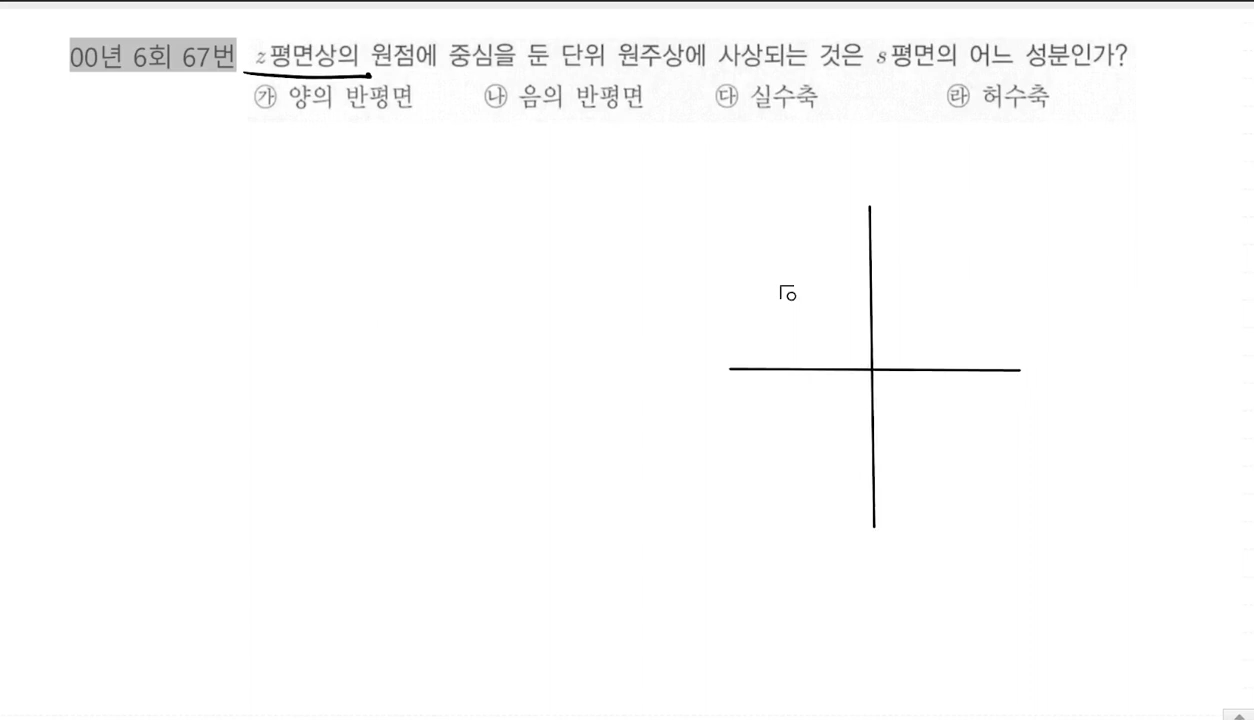 00년 6회 67번 z평면상의 원점에 중심을 둔 단위 원주상에 사상되는 것은 s평면의 어느 성분인가?
㉮ 양의 반평면 ㉯ 음의 반평면 ㉰ 실수축 ㉱ 허수축